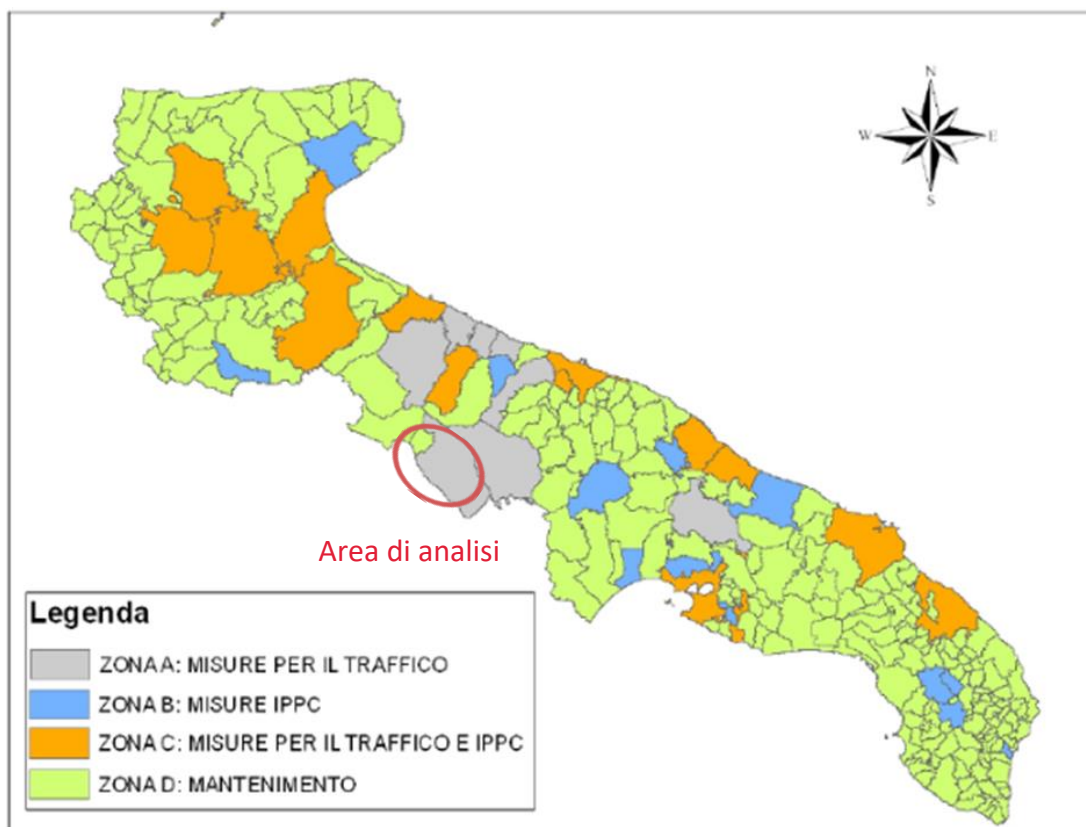 N
W E
S
Area di analisi
Legenda
ZONA A: MISURE PER IL TRAFFICO
ZONA B: MISURE IPPC
ZONA C: MISURE PER IL TRAFFICO E IPPC
ZONA D: MANTENIMENTO